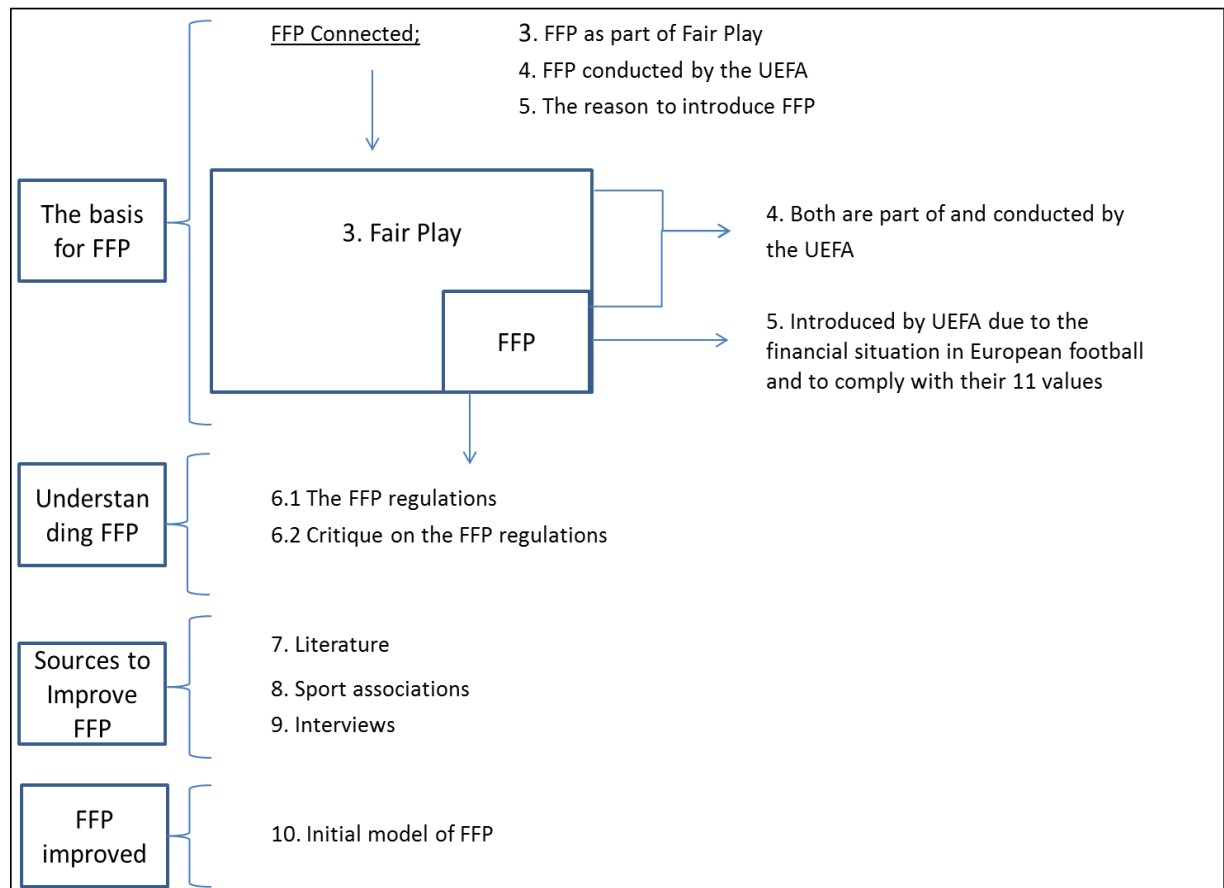 FFP Connected;
3. FFP as part of Fair Play
4. FFP conducted by the UEFA
5. The reason to introduce FFP
The basis
for FFP
3. Fair Play
FFP
4. Both are part of and conducted by
the UEFA
5. Introduced by UEFA due to the
financial situation in European football
and to comply with their 11 values
Understan
ding FFP
6.1 The FFP regulations
6.2 Critique on the FFP regulations
Sources to
Improve
FFP
7. Literature
8. Sport associations
9. Interviews
FFP
improved
10. Initial model of FFP